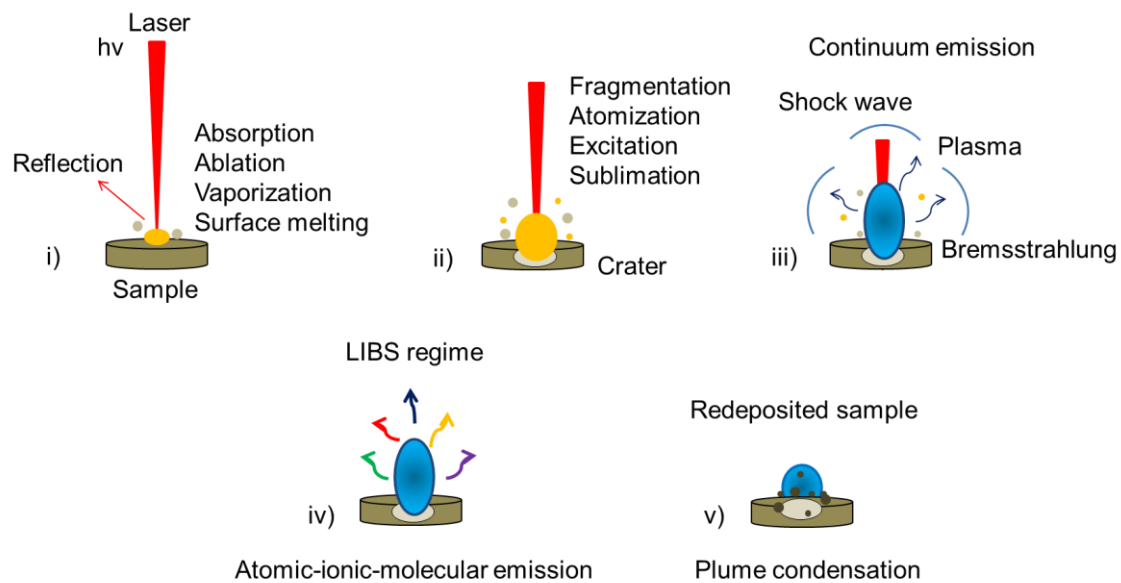 Laser
hv
Reflection
Absorption
Ablation
Vaporization
Surface melting
i)
Sample
Fragmentation
Atomization
Excitation
Sublimation
ii)
Crater
Continuum emission
Shock wave
Plasma
iii)
Bremsstrahlung
LIBS regime
iv)
Atomic-ionic-molecular emission
Redeposited sample
v)
Plume condensation